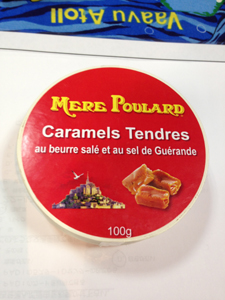 Vaavu Atoll
MERE POULARD
Caramels Tendres
au beurre salé et au sel de Guérande
100g